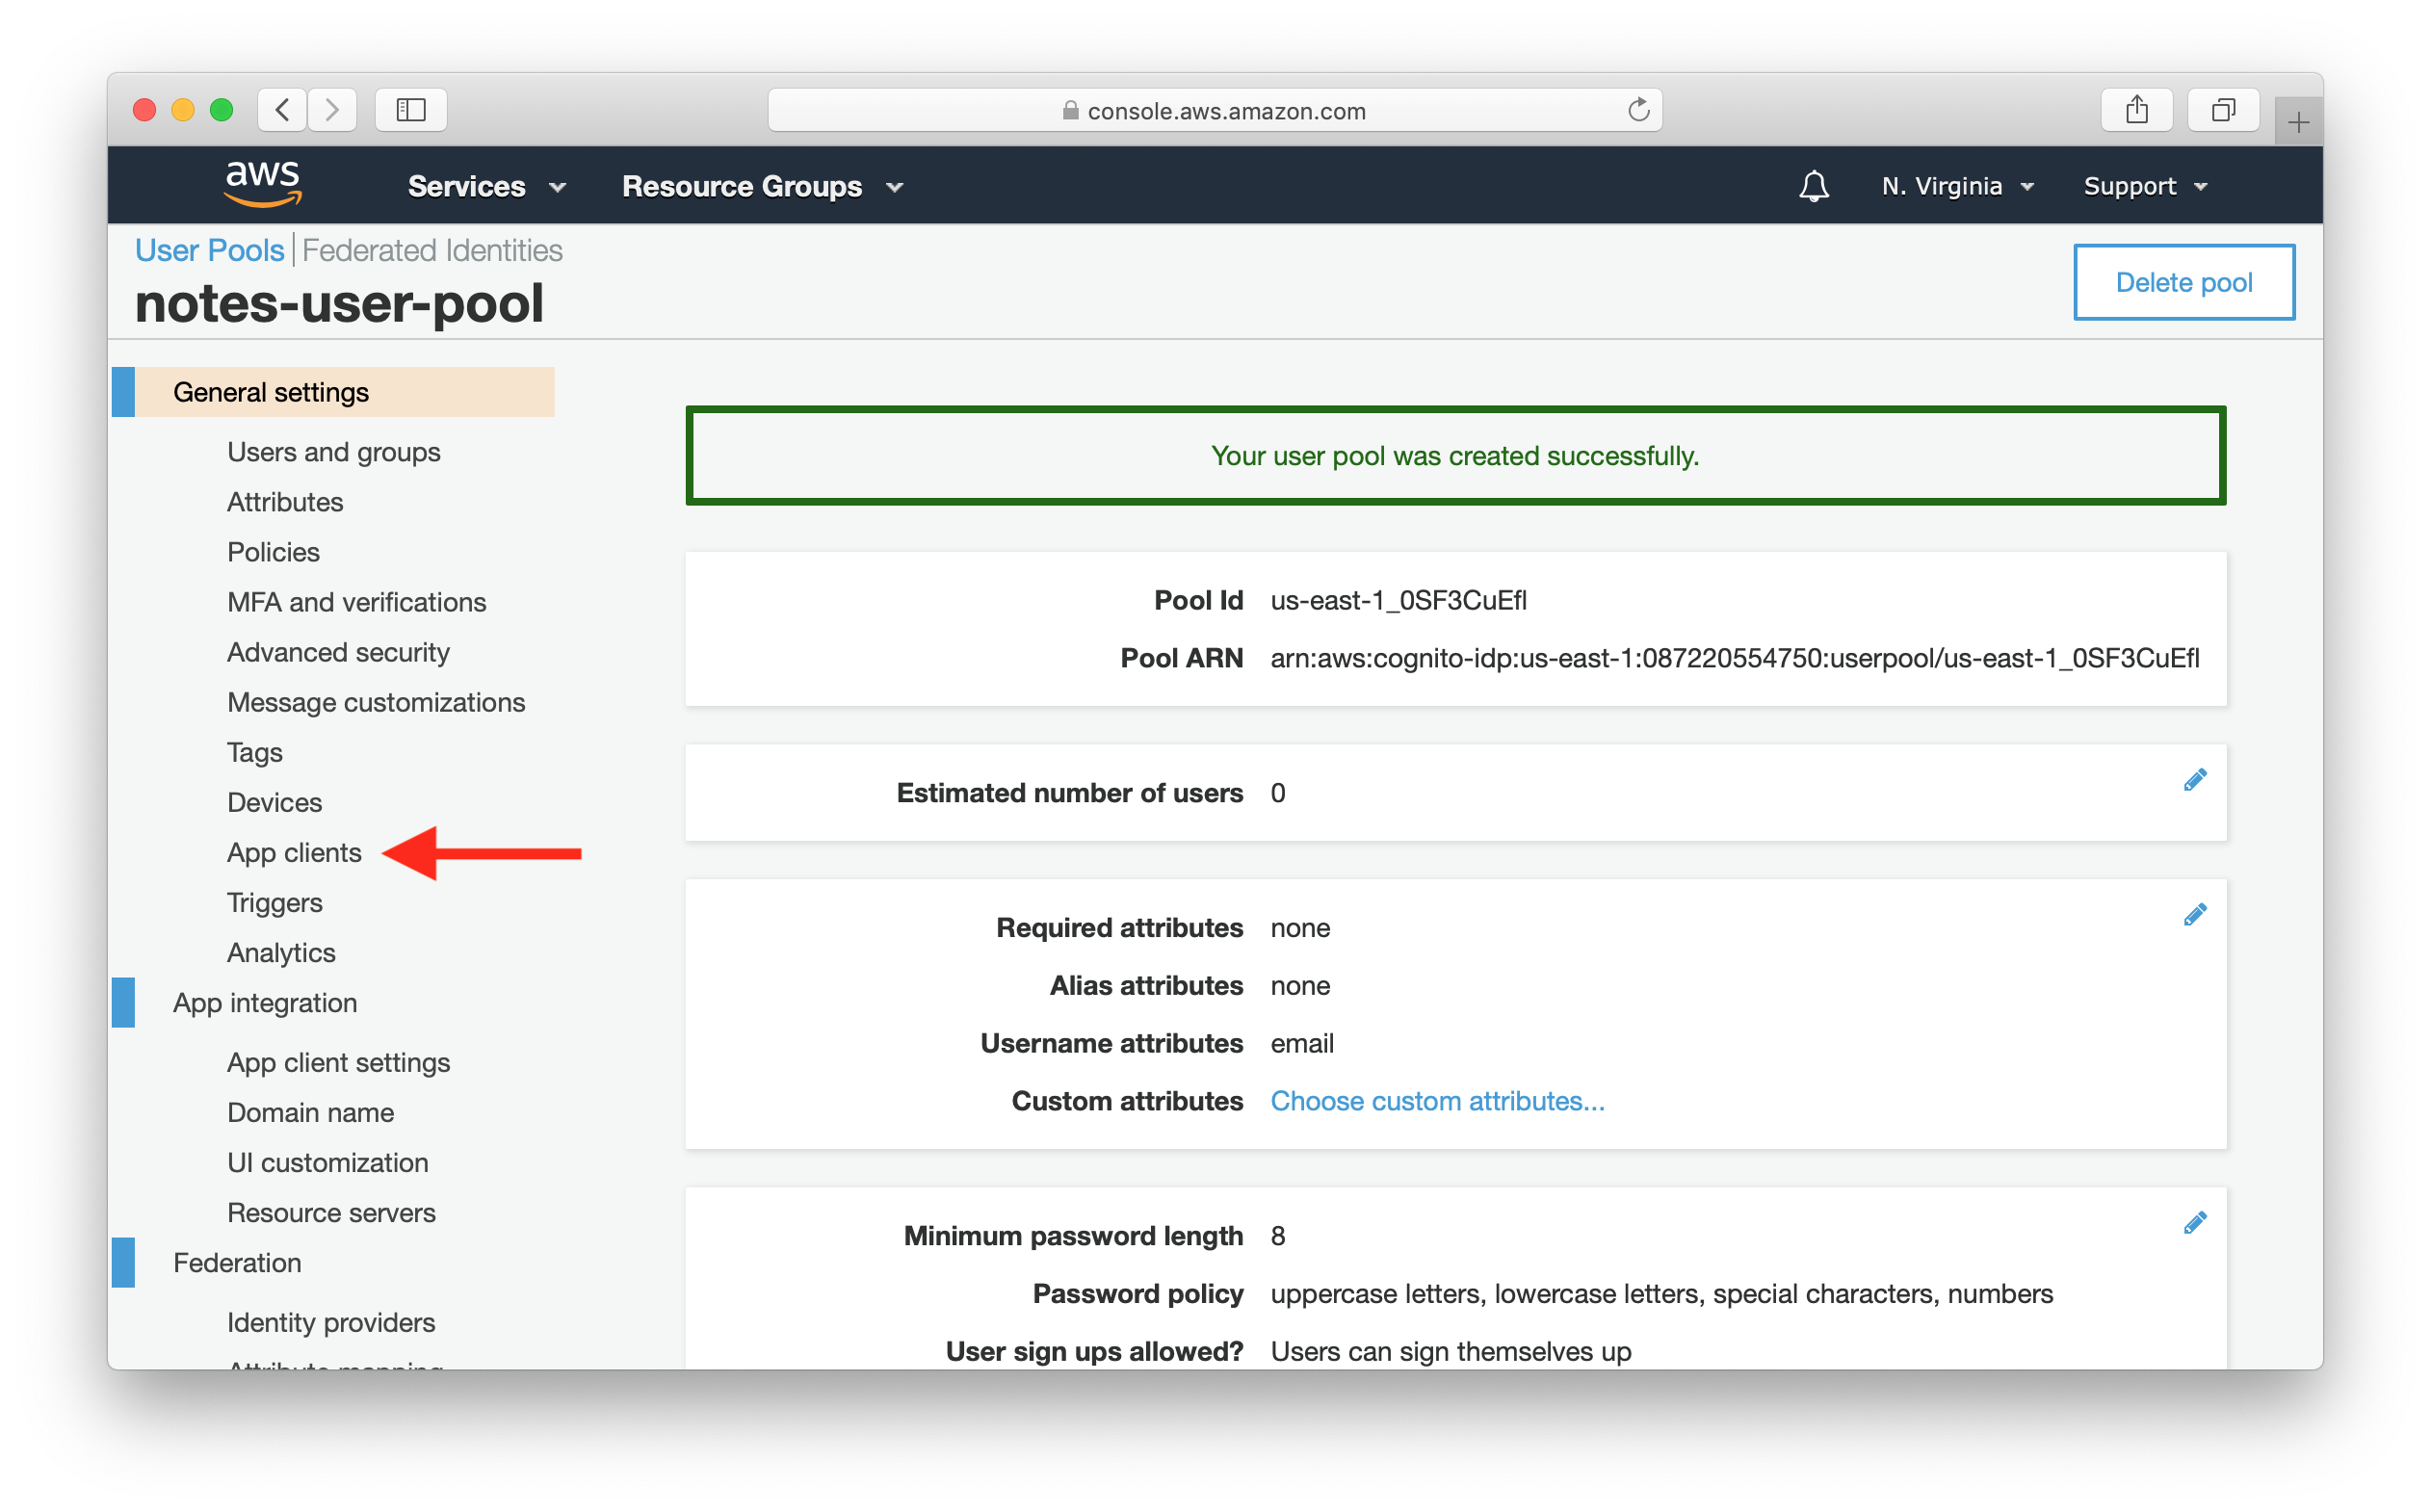 console.aws.amazon.com
aws Services Resource Groups N. Virginia Support
User Pools Federated Identities
notes-user-pool
Delete pool
General settings
Users and groups
Attributes
Policies
MFA and verifications
Advanced security
Message customizations
Tags
Devices
App clients
Triggers
Analytics
App integration
App client settings
Domain name
UI customization
Resource servers
Federation
Identity providers
Attribute mapping
Your user pool was created successfully.
Pool Id us-east-1_0SF3CuEfl
Pool ARN arn:aws:cognito-idp:us-east-1:087220554750:userpool/us-east-1_0SF3CuEfl
Estimated number of users 0
Required attributes none
Alias attributes none
Username attributes email
Custom attributes Choose custom attributes...
Minimum password length 8
Password policy uppercase letters, lowercase letters, special characters, numbers
User sign ups allowed? Users can sign themselves up